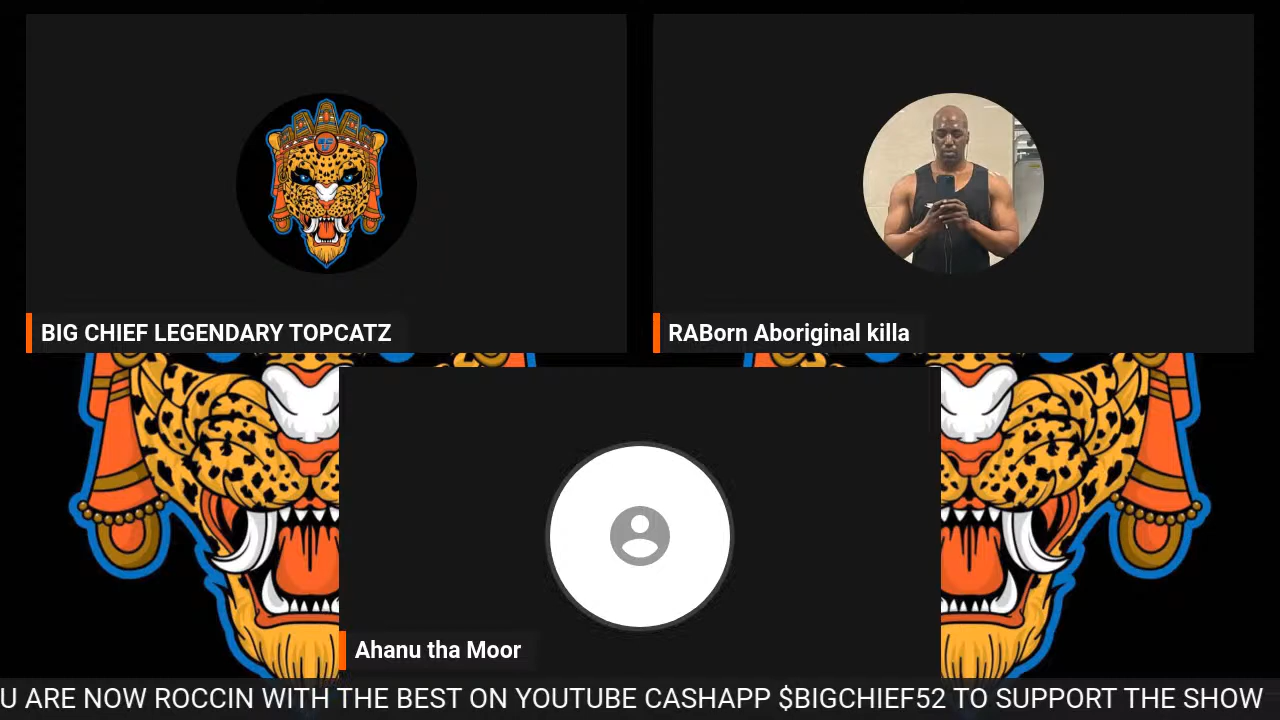 BIG CHIEF LEGENDARY TOPCATZ
RABorn Aboriginal killa
Ahanu tha Moor
U ARE NOW ROCCIN WITH THE BEST ON YOUTUBE CASHAPP $BIGCHIEF52 TO SUPPORT THE SHOW